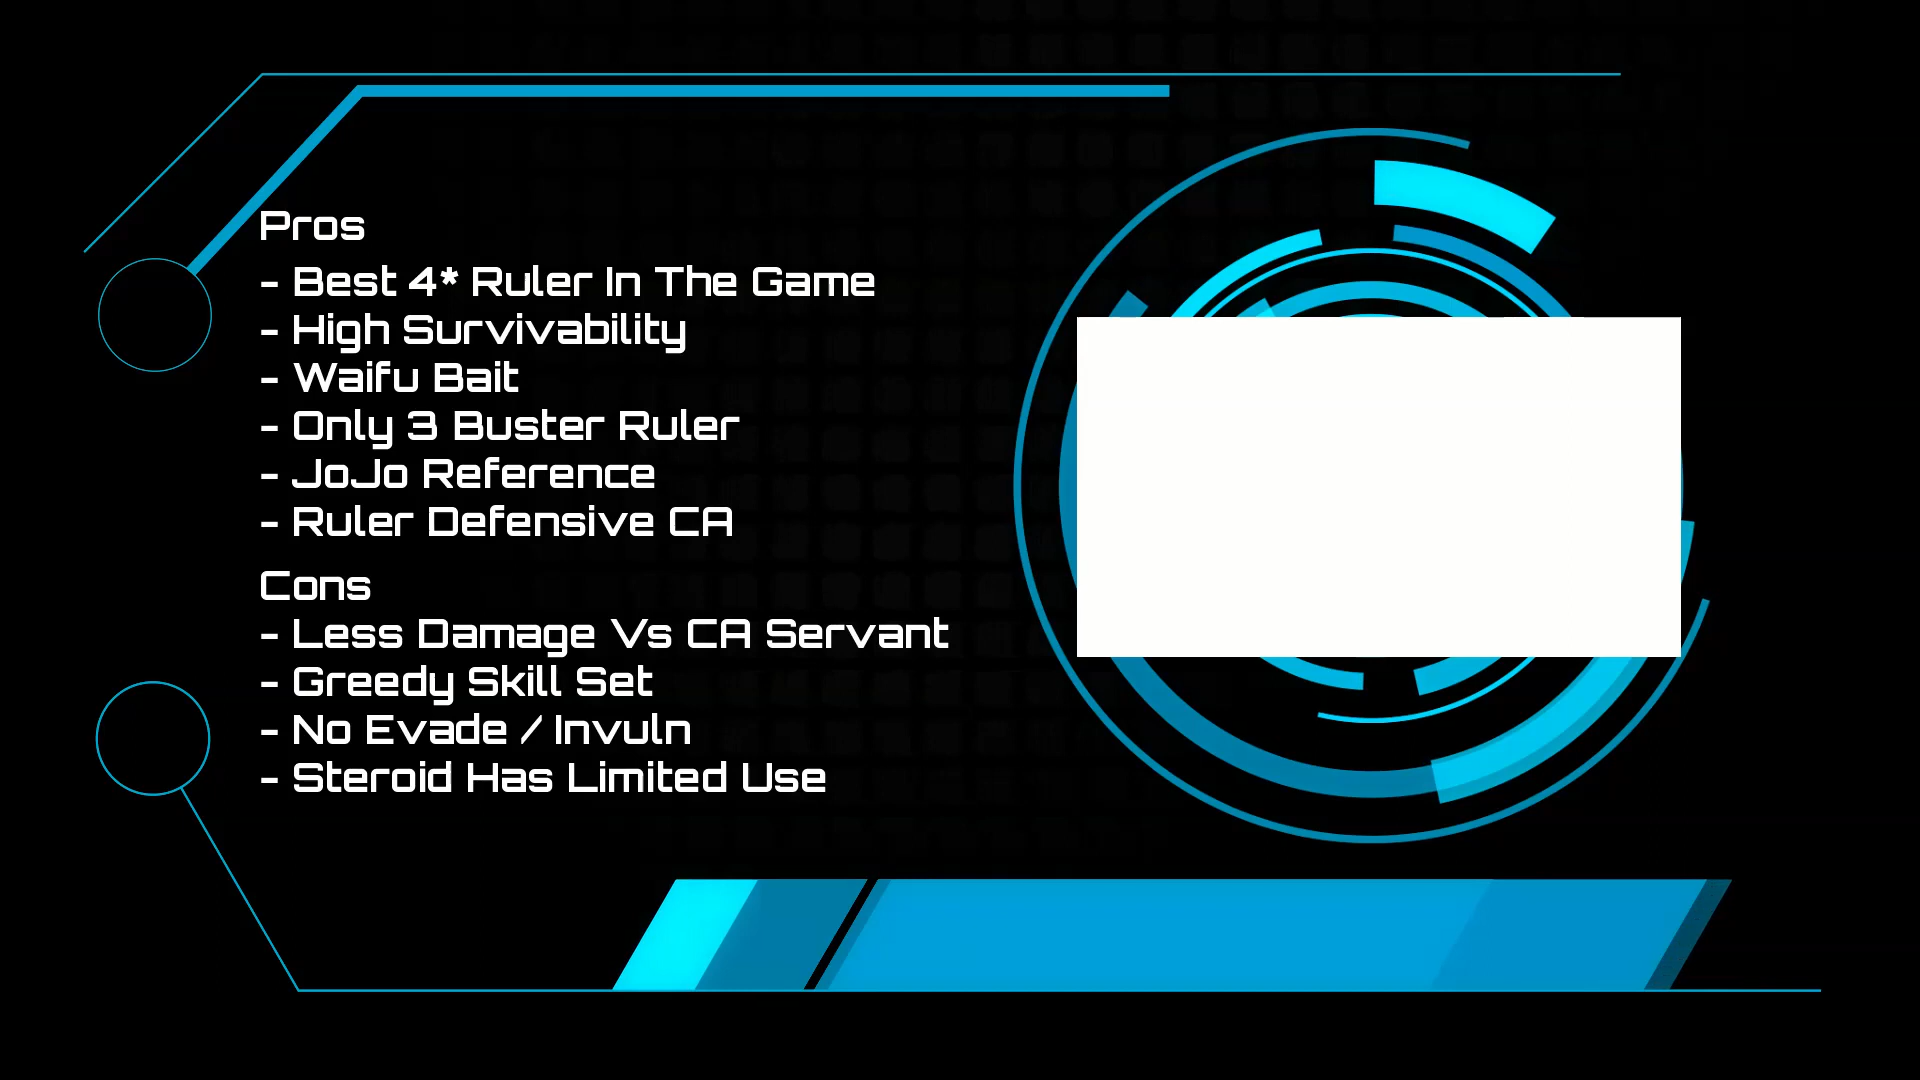 Pros
- Best 4* Ruler In The Game
- High Survivability
- Waifu Bait
- Only 3 Buster Ruler
- JoJo Reference
- Ruler Defensive CA
Cons
- Less Damage Vs CA Servant
- Greedy Skill Set
- No Evade / Invuln
- Steroid Has Limited Use